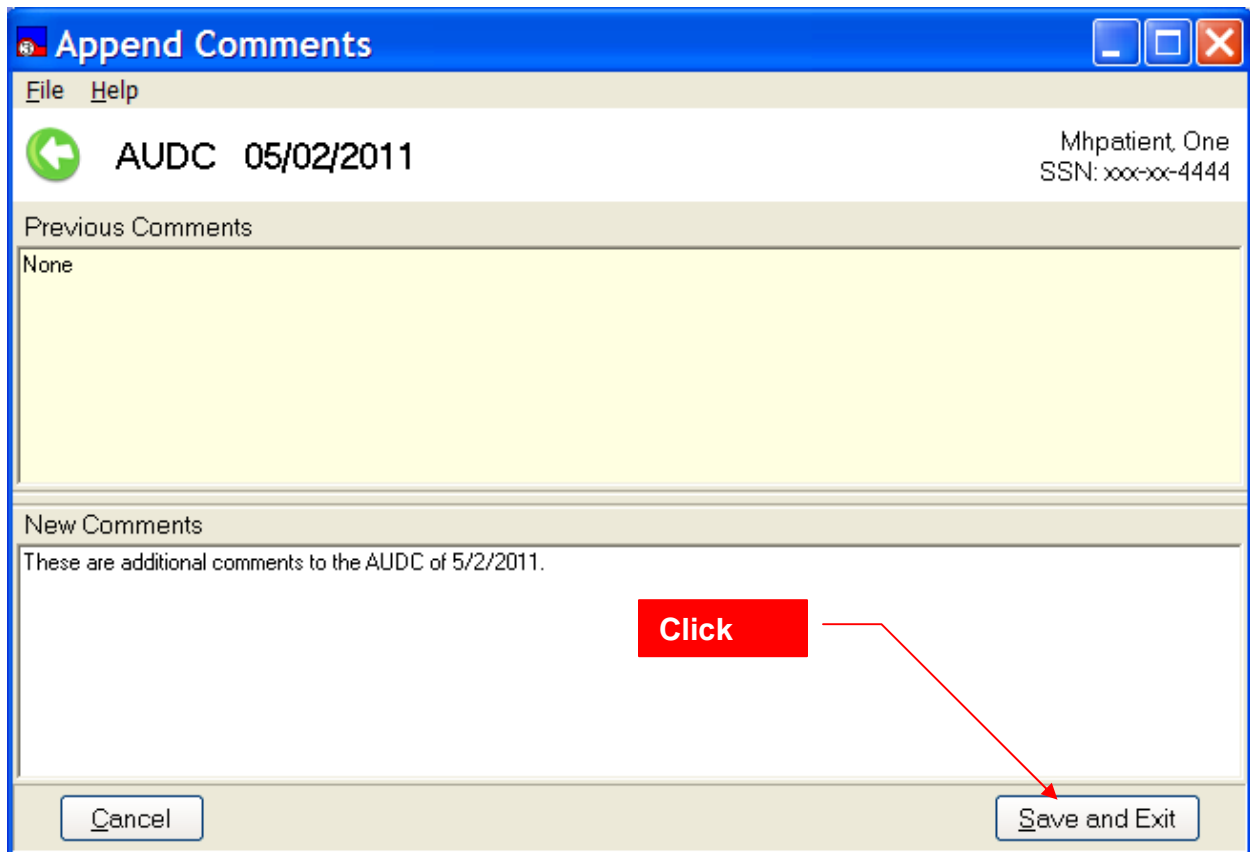 Append Comments
File Help
AUDC 05/02/2011
Mhpatient, One
SSN: xxx-xx-4444
Previous Comments
None
New Comments
These are additional comments to the AUDC of 5/2/2011.
Click
Cancel
Save and Exit